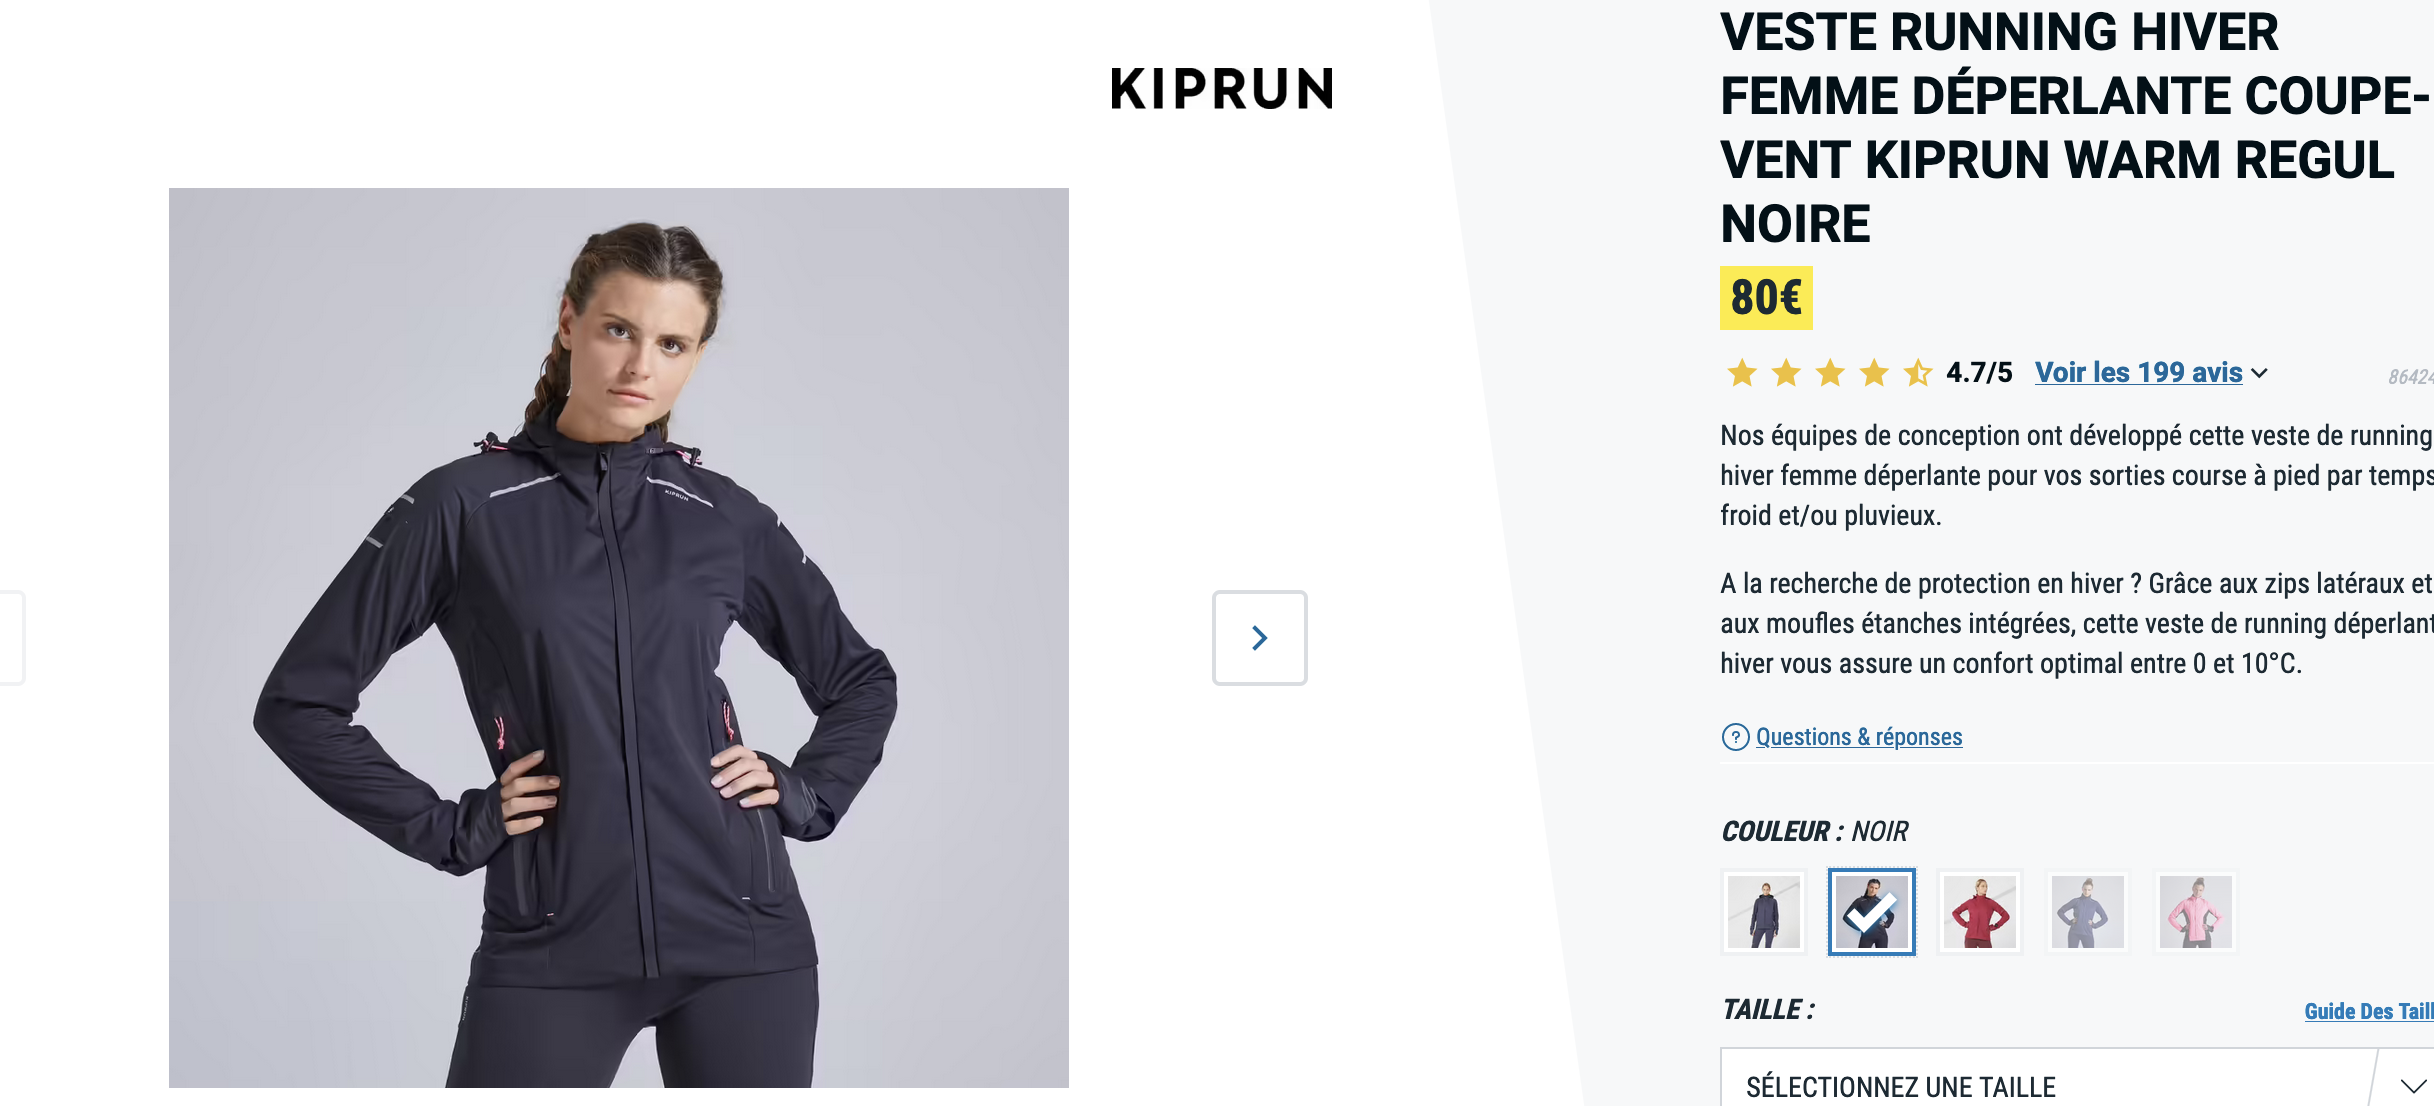 KIPRUN
KIPRUN
VESTE RUNNING HIVER
FEMME DÉPERLANTE COUPE-
VENT KIPRUN WARM REGUL
NOIRE
80€
4.7/5 Voir les 199 avis
86424
Nos équipes de conception ont développé cette veste de running
hiver femme déperlante pour vos sorties course à pied par temps
froid et/ou pluvieux.
A la recherche de protection en hiver ? Grâce aux zips latéraux et
aux moufles étanches intégrées, cette veste de running déperlant
hiver vous assure un confort optimal entre 0 et 10°C.
? Questions & réponses
COULEUR : NOIR
TAILLE :
Guide Des Taill
SÉLECTIONNEZ UNE TAILLE